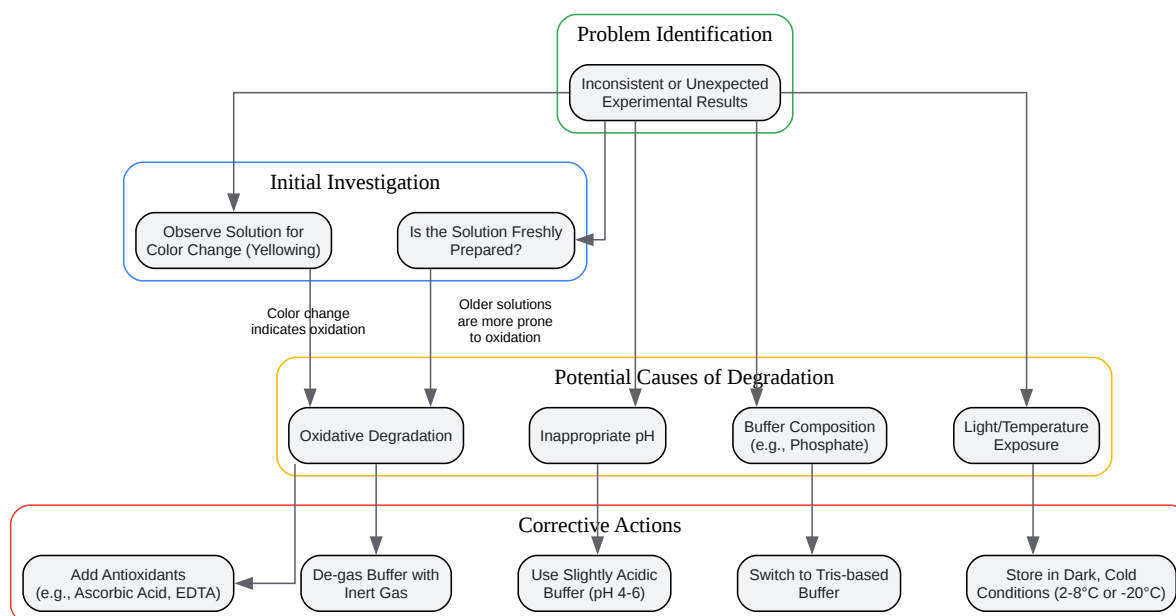 Problem Identification
Inconsistent or Unexpected
Experimental Results
Initial Investigation
Observe Solution for
Color Change (Yellowing)
Is the Solution Freshly
Prepared?
Color change
indicates oxidation
Older solutions
are more prone
to oxidation
Potential Causes of Degradation
Oxidative Degradation
Inappropriate pH
Buffer Composition
(e.g., Phosphate)
Light/Temperature
Exposure
Corrective Actions
Add Antioxidants
(e.g., Ascorbic Acid, EDTA)
De-gas Buffer with
Inert Gas
Use Slightly Acidic
Buffer (pH 4-6)
Switch to Tris-based
Buffer
Store in Dark, Cold
Conditions (2-8°C or -20°C)